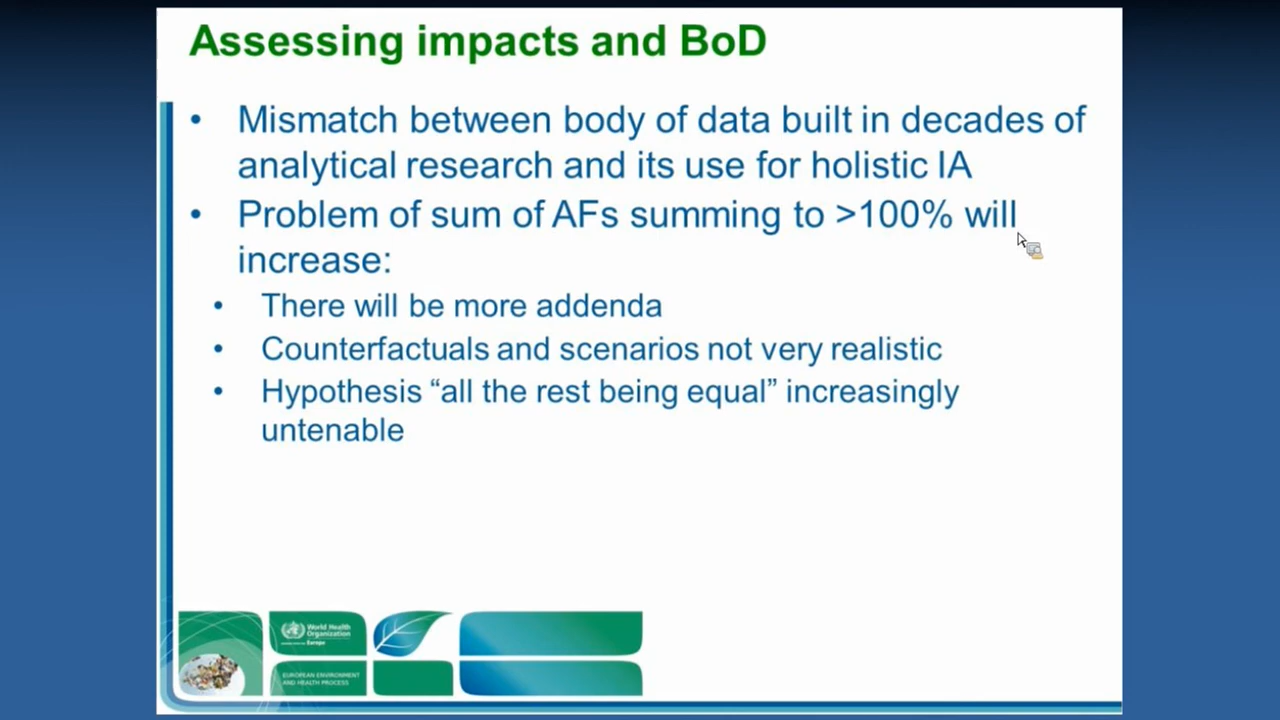 Assessing impacts and BoD
• Mismatch between body of data built in decades of
analytical research and its use for holistic IA
• Problem of sum of AFs summing to >100% will
increase:
• There will be more addenda
• Counterfactuals and scenarios not very realistic
• Hypothesis “all the rest being equal” increasingly
untenable
World Health
Organization
Europe
EUROPEAN ENVIRONMENT
AND HEALTH PROCESS